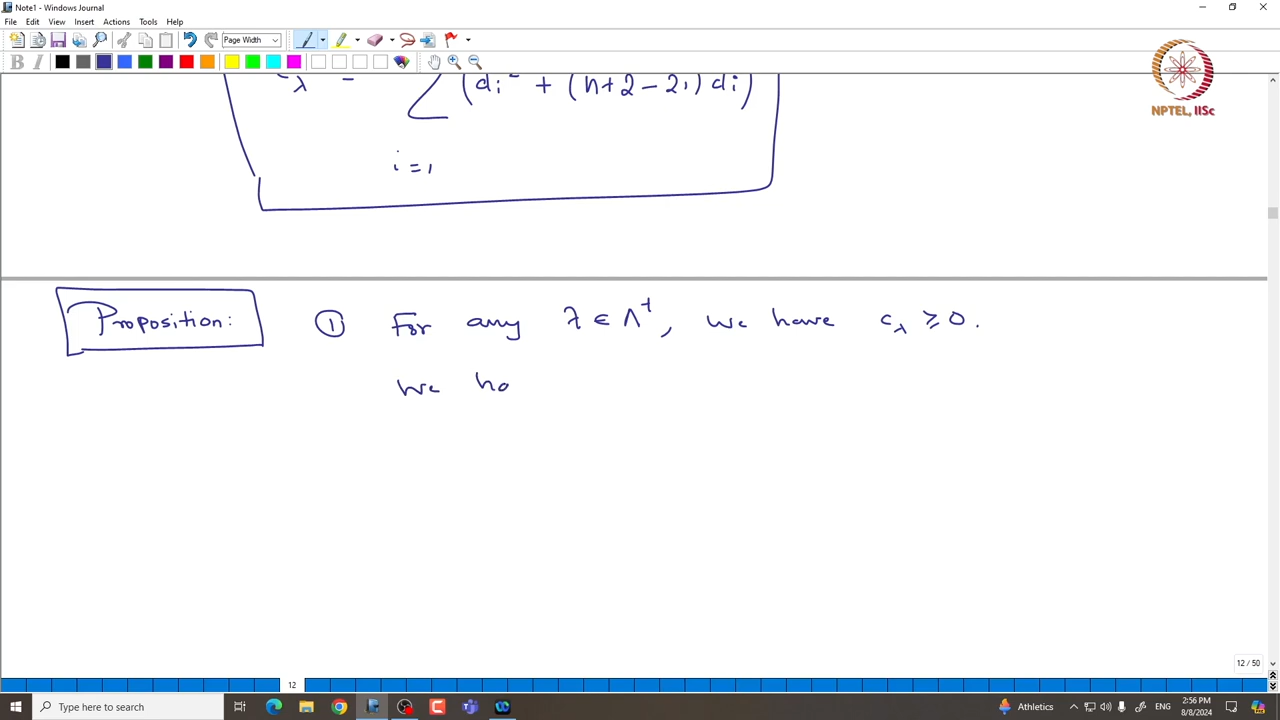 Note1 - Windows Journal
File Edit View Insert Actions Tools Help
Page Width
NPTEL, IISc
cλ = ∑ (di² + (n+2-2i) di)
i=1
Proposition: ① For any λ ∈ Λ⁺, we have cλ ≥ 0.
We ha
12 / 50
12
Type here to search
Athletics
ENG
2:56 PM
8/8/2024